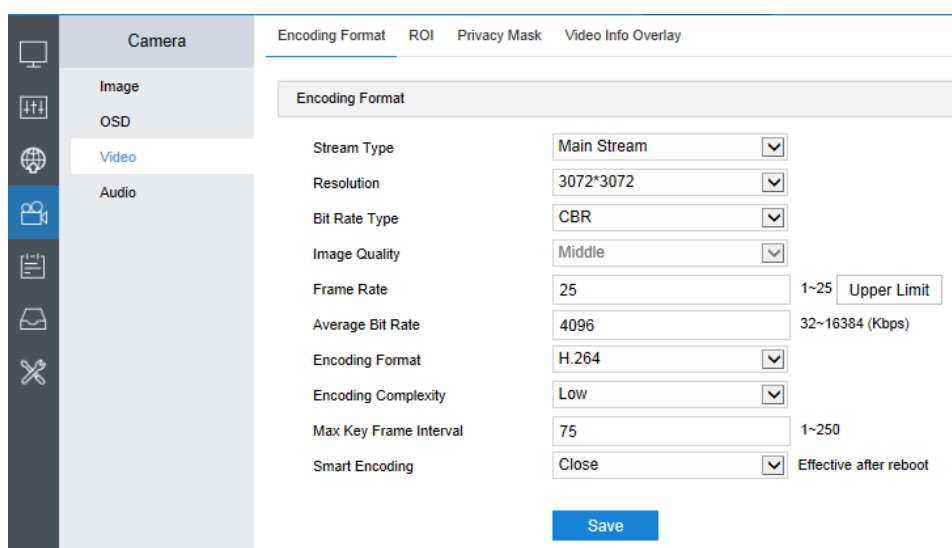 Camera
Image
OSD
Video
Audio
Encoding Format ROI Privacy Mask Video Info Overlay
Encoding Format
Stream Type Main Stream
Resolution 3072*3072
Bit Rate Type CBR
Image Quality Middle
Frame Rate 25 1~25 Upper Limit
Average Bit Rate 4096 32~16384 (Kbps)
Encoding Format H.264
Encoding Complexity Low
Max Key Frame Interval 75 1~250
Smart Encoding Close Effective after reboot
Save